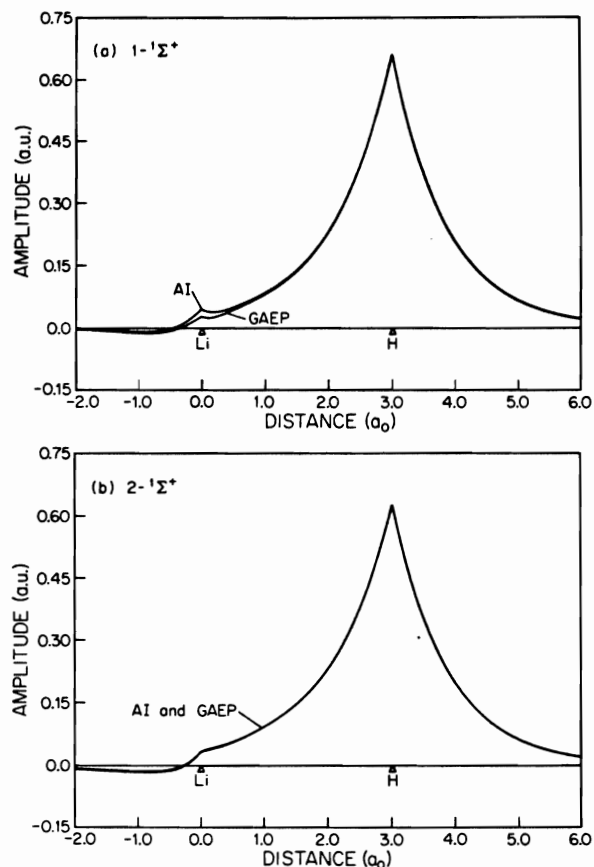 0.75
(a) 1-¹Σ⁺
0.60
0.45
0.30
0.15
0.0
-0.15
AMPLITUDE (a.u.)
AI
GAEP
Li
H
-2.0 -1.0 0.0 1.0 2.0 3.0 4.0 5.0 6.0
DISTANCE (a₀)
0.75
(b) 2-¹Σ⁺
0.60
0.45
0.30
0.15
0.0
-0.15
AMPLITUDE (a.u.)
AI and GAEP
Li
H
-2.0 -1.0 0.0 1.0 2.0 3.0 4.0 5.0 6.0
DISTANCE (a₀)